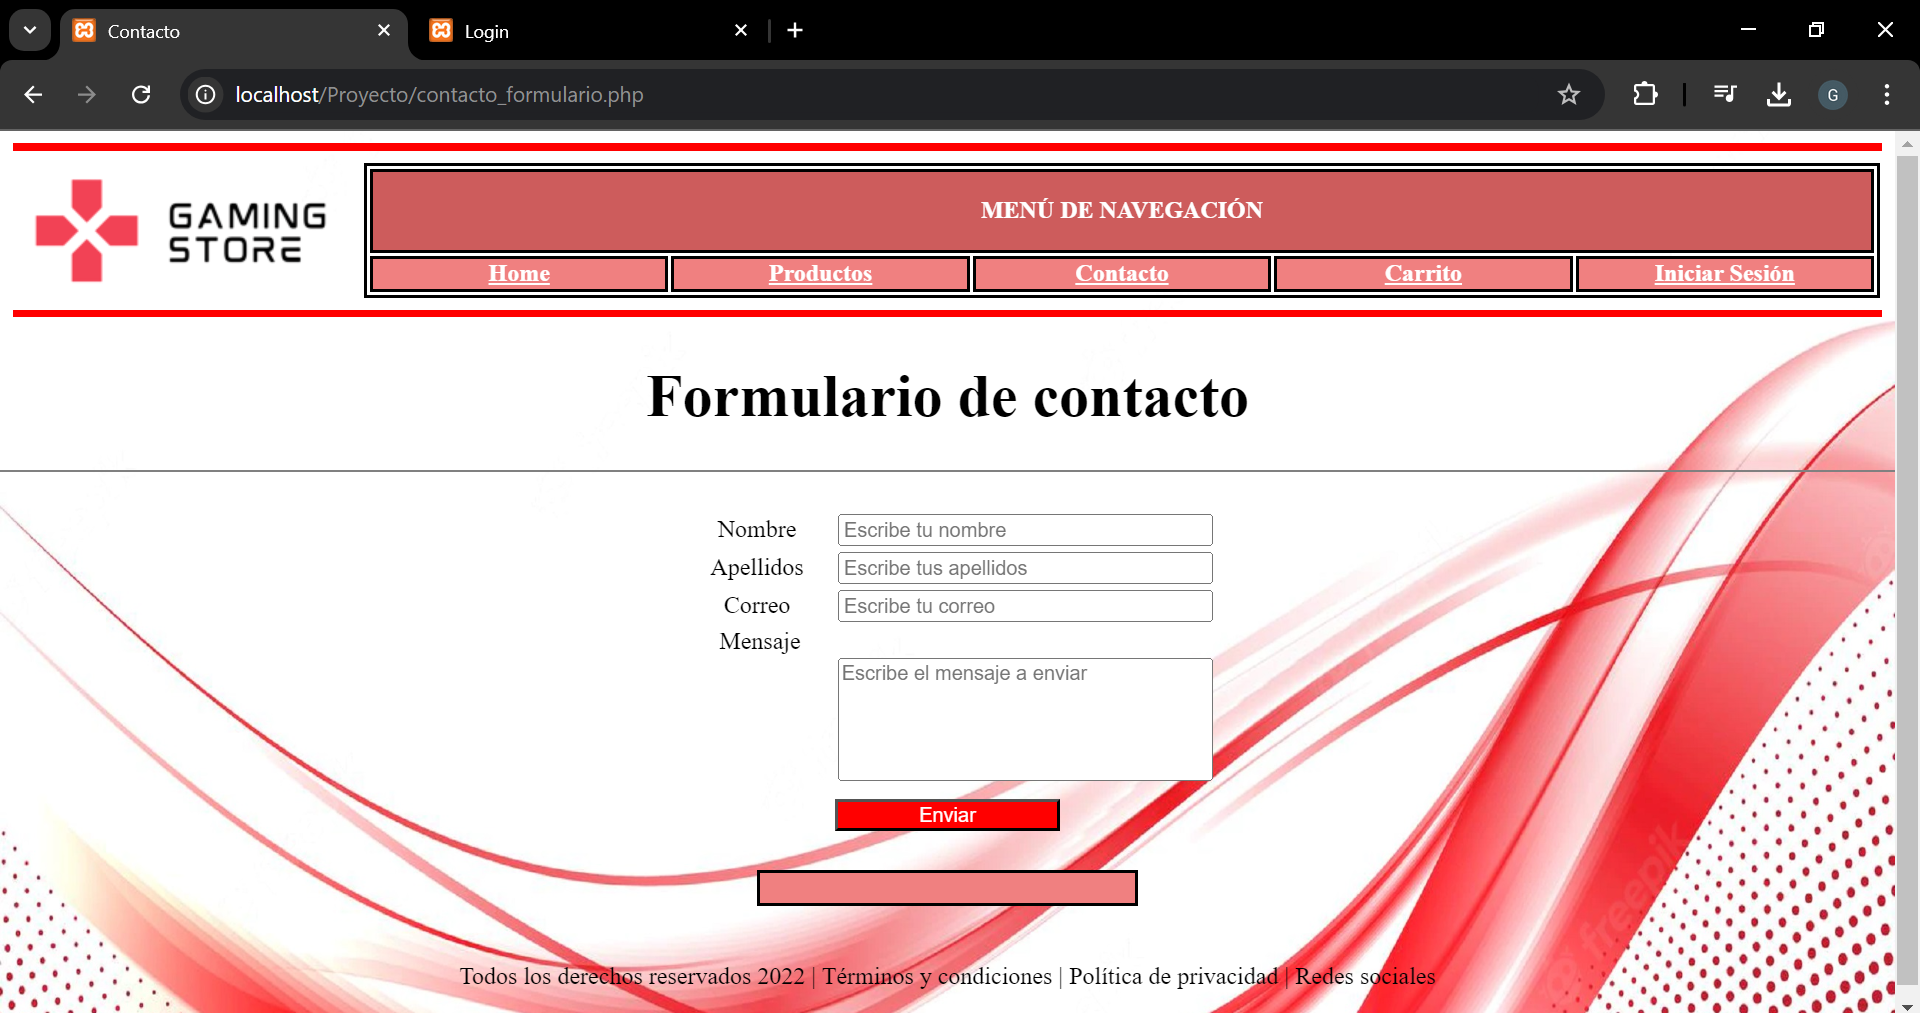 Contacto
Login
localhost/Proyecto/contacto_formulario.php
G
GAMING
STORE
MENÚ DE NAVEGACIÓN
Home Productos Contacto Carrito Iniciar Sesión
Formulario de contacto
Nombre Escribe tu nombre
Apellidos Escribe tus apellidos
Correo Escribe tu correo
Mensaje
Escribe el mensaje a enviar
Enviar
freepik
Todos los derechos reservados 2022 | Términos y condiciones | Política de privacidad | Redes sociales